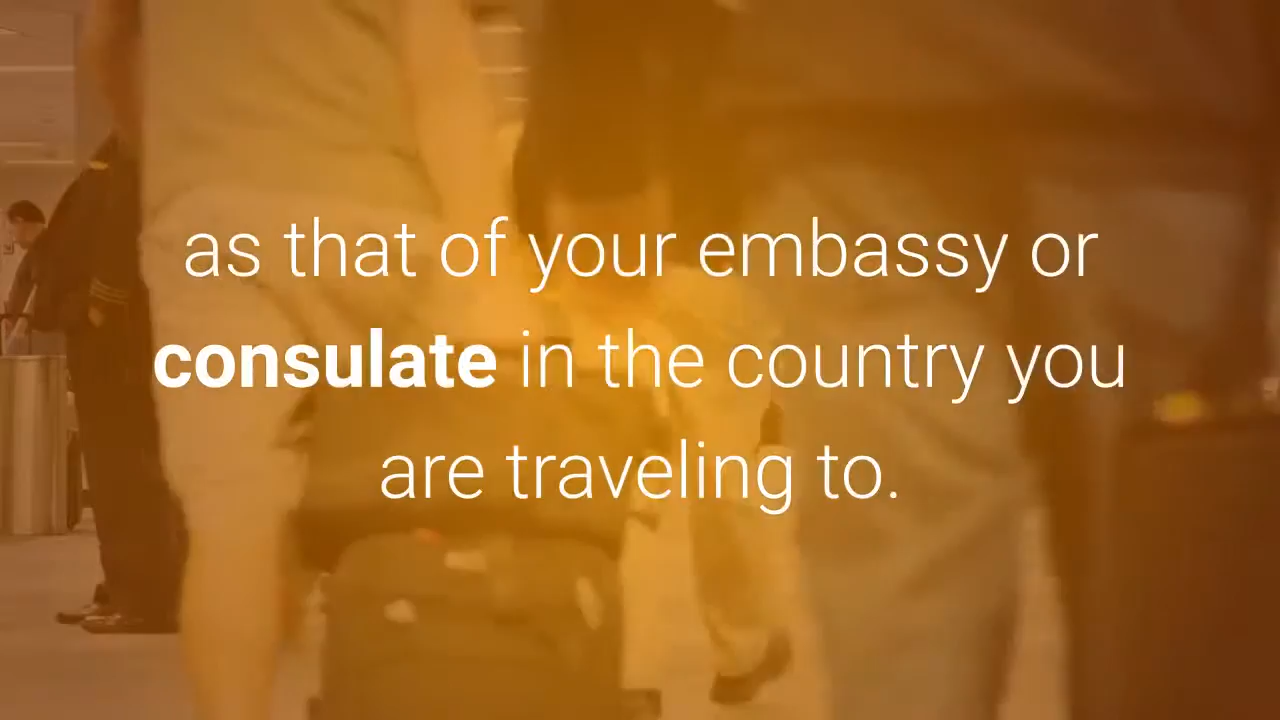 as that of your embassy or
consulate in the country you
are traveling to.